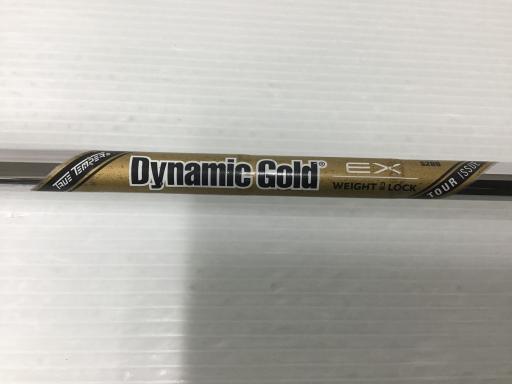 TRUE TEMPER®
Dynamic Gold®
EX
WEIGHT LOCK
S200
TOUR ISSUE